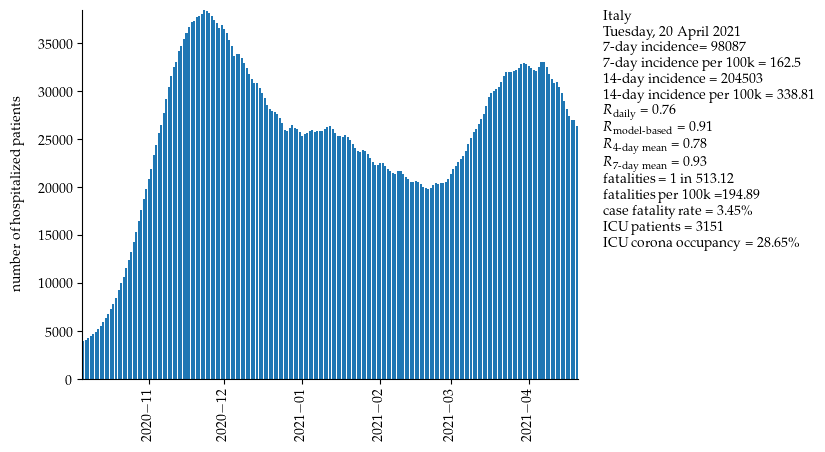 Italy
Tuesday, 20 April 2021
7-day incidence= 98087
7-day incidence per 100k = 162.5
14-day incidence = 204503
14-day incidence per 100k = 338.81
R_daily = 0.76
R_model-based = 0.91
R_4-day mean = 0.78
R_7-day mean = 0.93
fatalities = 1 in 513.12
fatalities per 100k =194.89
case fatality rate = 3.45%
ICU patients = 3151
ICU corona occupancy = 28.65%
number of hospitalized patients
35000
30000
25000
20000
15000
10000
5000
0
2020−11
2020−12
2021−01
2021−02
2021−03
2021−04